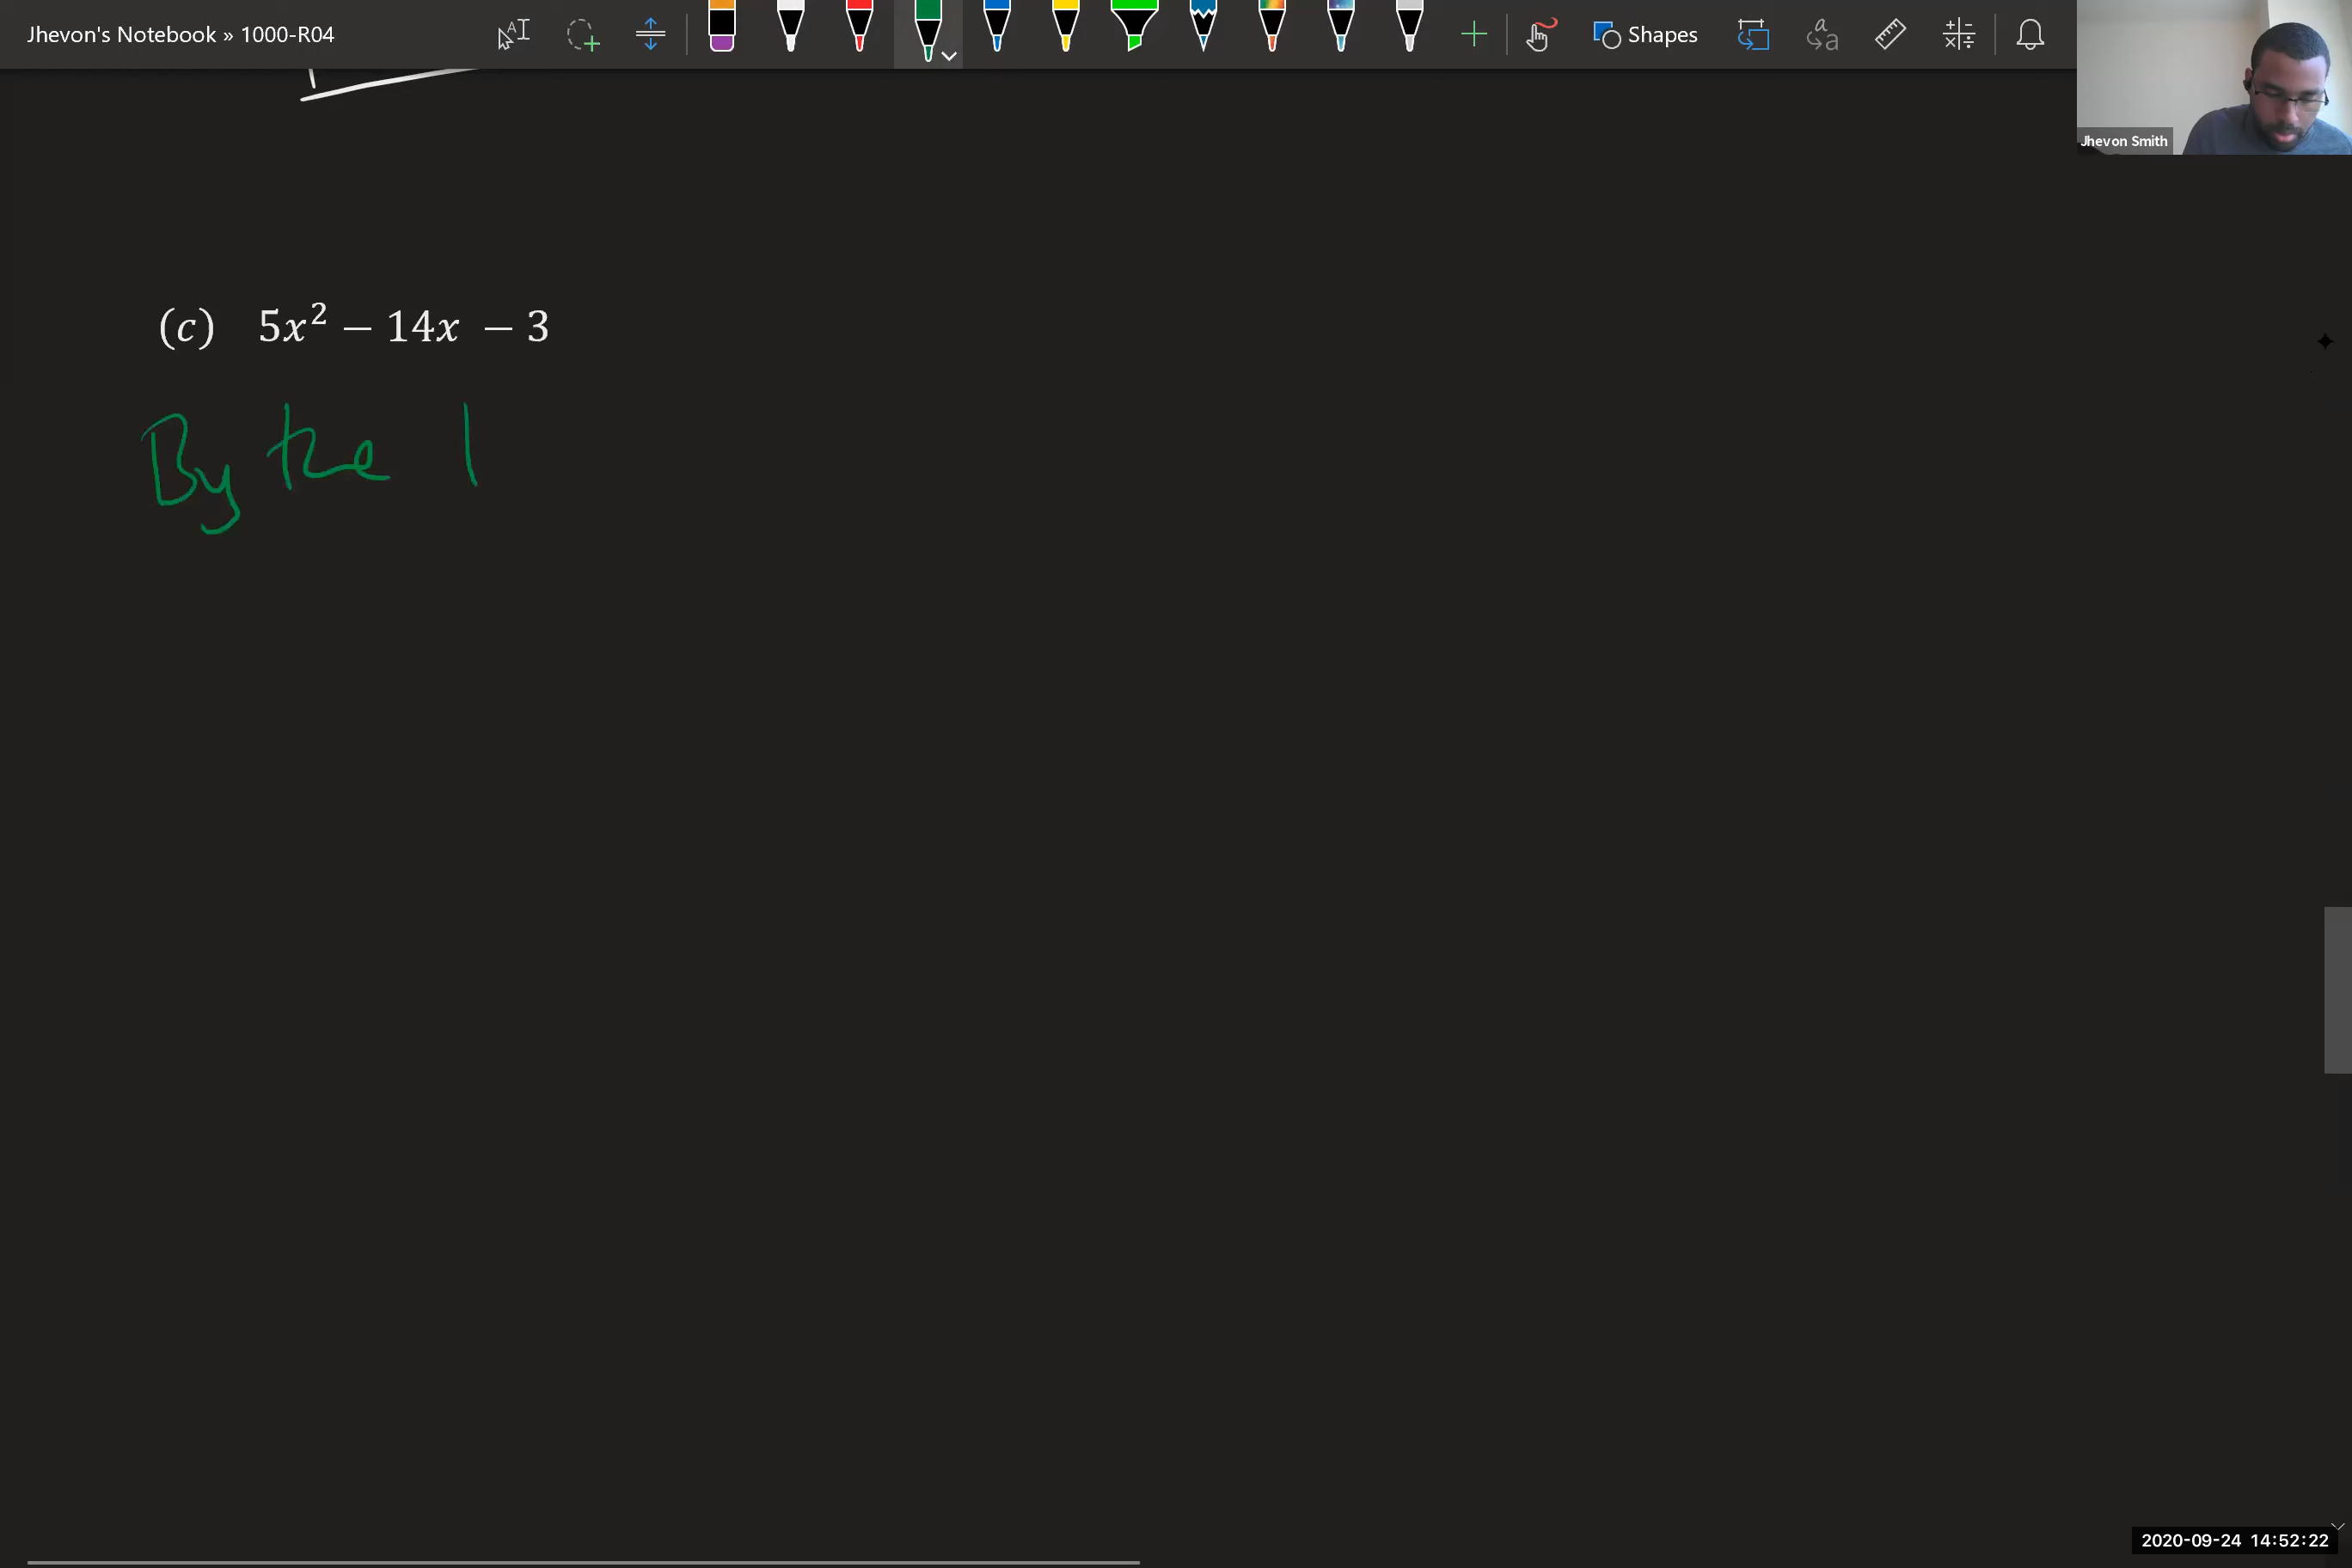 Jhevon's Notebook » 1000-R04
Shapes
Jhevon Smith
(c) 5x² − 14x − 3
By the
2020-09-24 14:52:22